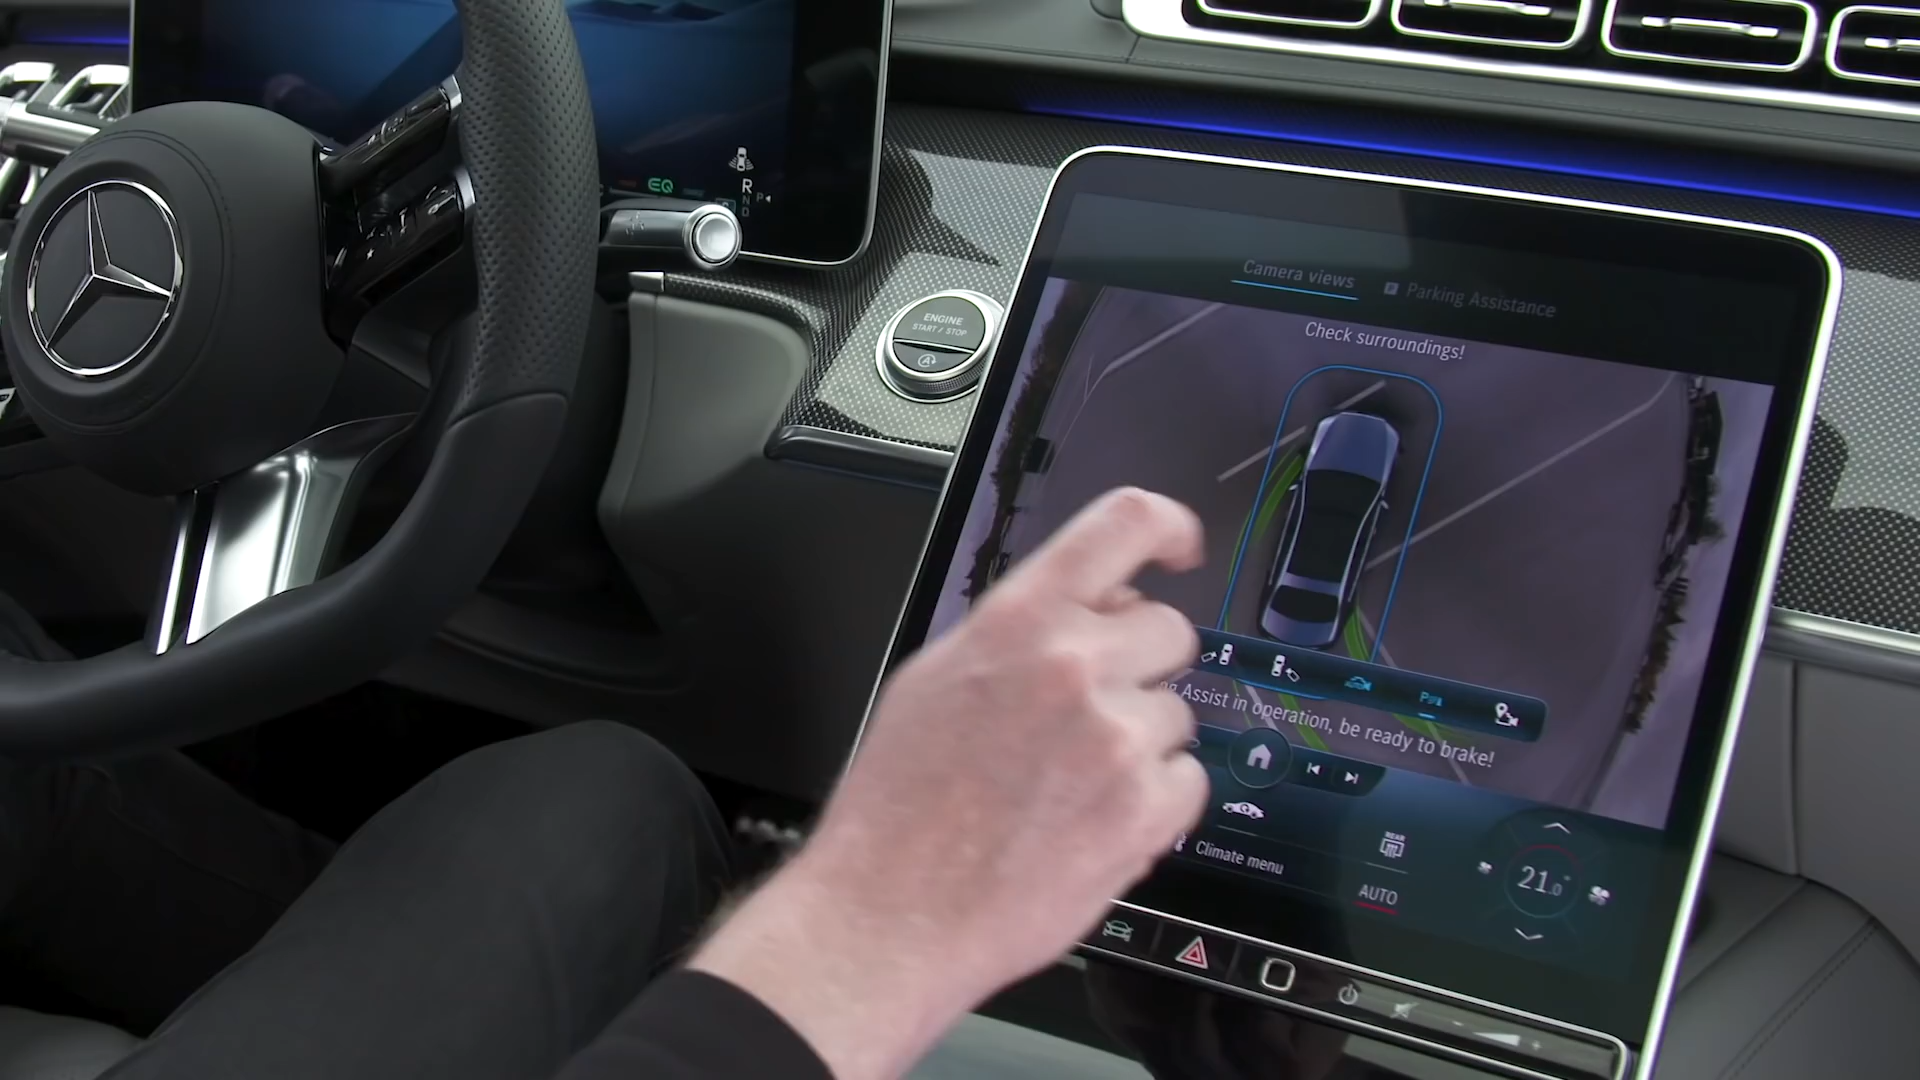 EQ
R
N
D
P
ENGINE
START / STOP
A
Camera views
P Parking Assistance
Check surroundings!
Assist in operation, be ready to brake!
Climate menu
REAR
AUTO
21.0°